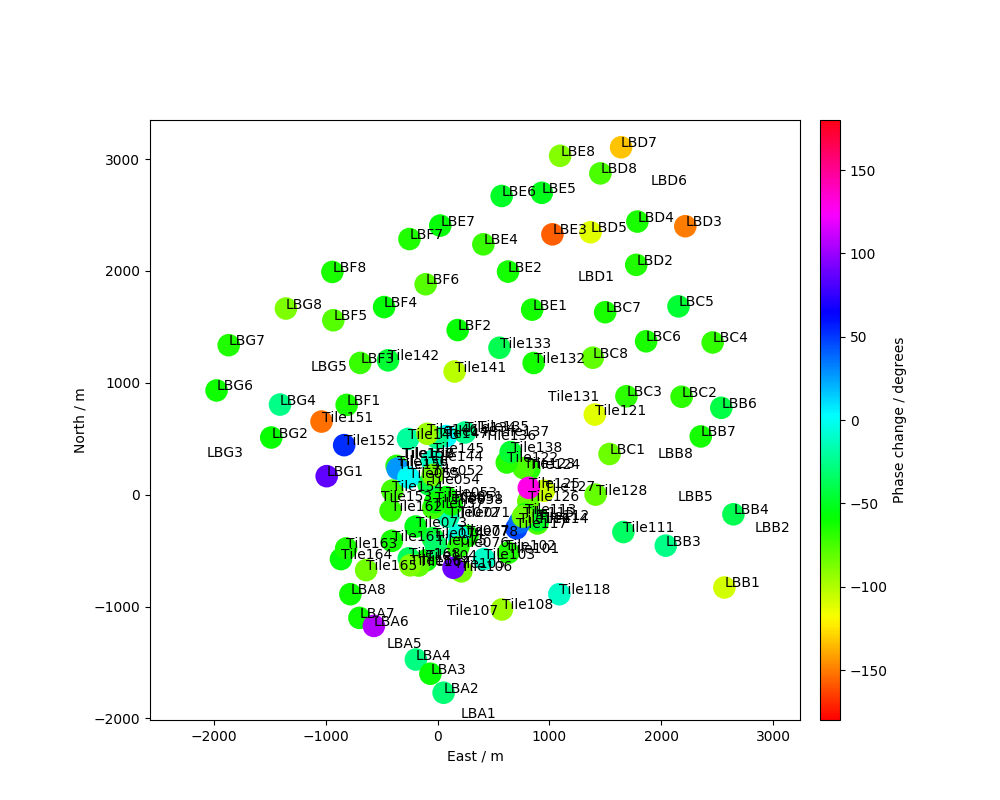 LBD7
LBE8
LBD8
LBD6
3000
LBE6
LBE5
LBE7
LBD4
LBD3
LBF7
LBE4
LBE3
LBD5
LBF8
LBE2
LBD1
LBD2
2000
LBF6
LBG8
LBF5
LBF4
LBE1
LBC7
LBC5
LBF2
LBG7
Tile133
LBC6
LBC4
LBG5
LBF3
Tile142
Tile141
Tile132
LBC8
1000
LBG6
LBG4
LBF1
Tile131
LBC3
LBC2
LBB6
Tile151
Tile121
LBG2
Tile152
Tile135
Tile137
Tile136
LBB7
LBG3
Tile145
Tile144
Tile138
LBC1
LBB8
LBG1
Tile052
Tile054
Tile122
Tile124
0
Tile154
Tile153
Tile162
Tile053
Tile125
Tile127
Tile126
Tile128
LBB5
LBB4
Tile073
Tile072
Tile071
Tile117
Tile111
LBB2
Tile163
Tile161
Tile078
Tile076
LBB3
Tile164
Tile165
Tile103
Tile102
Tile101
Tile106
LBA8
Tile118
LBB1
−1000
LBA7
LBA6
Tile107
Tile108
LBA5
LBA4
LBA3
LBA2
LBA1
−2000
−2000
−1000
0
1000
2000
3000
East / m
North / m
150
100
50
0
−50
−100
−150
Phase change / degrees